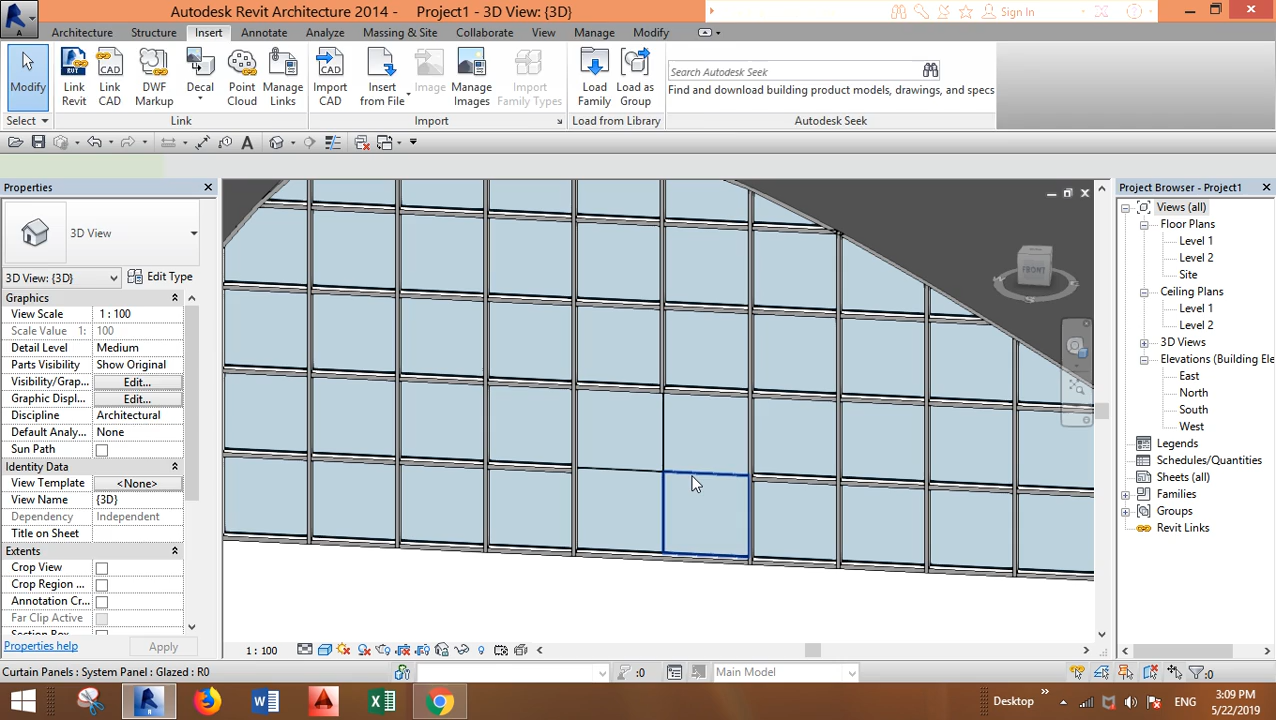 Autodesk Revit Architecture 2014 -     Project1 - 3D View: {3D}
Sign In
Architecture Structure Insert Annotate Analyze Massing & Site Collaborate View Manage Modify
Modify
Link Revit
Link CAD
DWF Markup
Decal
Point Cloud
Manage Links
Import CAD
Insert from File
Image
Manage Images
Import Family Types
Load Family
Load as Group
Search Autodesk Seek
Find and download building product models, drawings, and specs
Select Link Import Load from Library Autodesk Seek
Properties
3D View
3D View: {3D} Edit Type
Graphics
View Scale 1 : 100
Scale Value 1: 100
Detail Level Medium
Parts Visibility Show Original
Visibility/Grap... Edit...
Graphic Displ... Edit...
Discipline Architectural
Default Analy... None
Sun Path
Identity Data
View Template <None>
View Name {3D}
Dependency Independent
Title on Sheet
Extents
Crop View
Crop Region ...
Annotation Cr...
Far Clip Active
Section Box
Properties help Apply
FRONT
1 : 100
Project Browser - Project1
Views (all)
Floor Plans
Level 1
Level 2
Site
Ceiling Plans
Level 1
Level 2
3D Views
Elevations (Building Ele
East
North
South
West
Legends
Schedules/Quantities
Sheets (all)
Families
Groups
Revit Links
Curtain Panels : System Panel : Glazed : R0
:0
Main Model
:0
Desktop
ENG
3:09 PM
5/22/2019